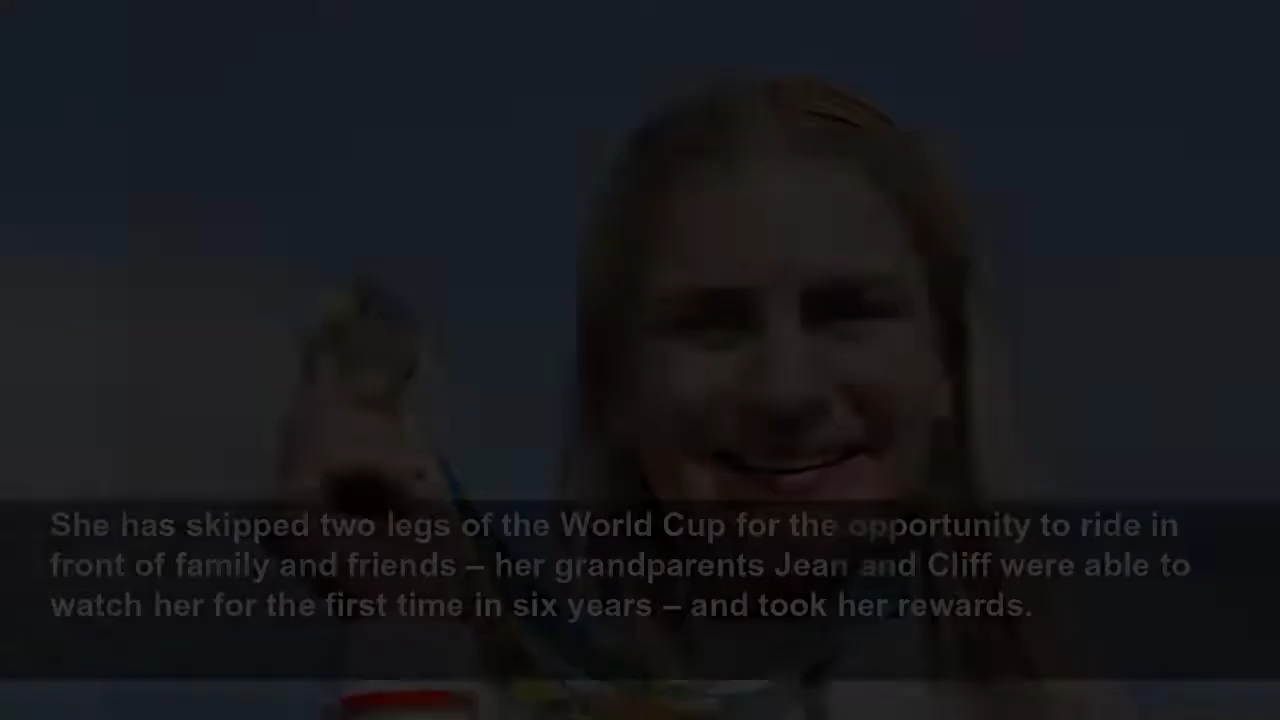 She has skipped two legs of the World Cup for the opportunity to ride in
front of family and friends – her grandparents Jean and Cliff were able to
watch her for the first time in six years – and took her rewards.